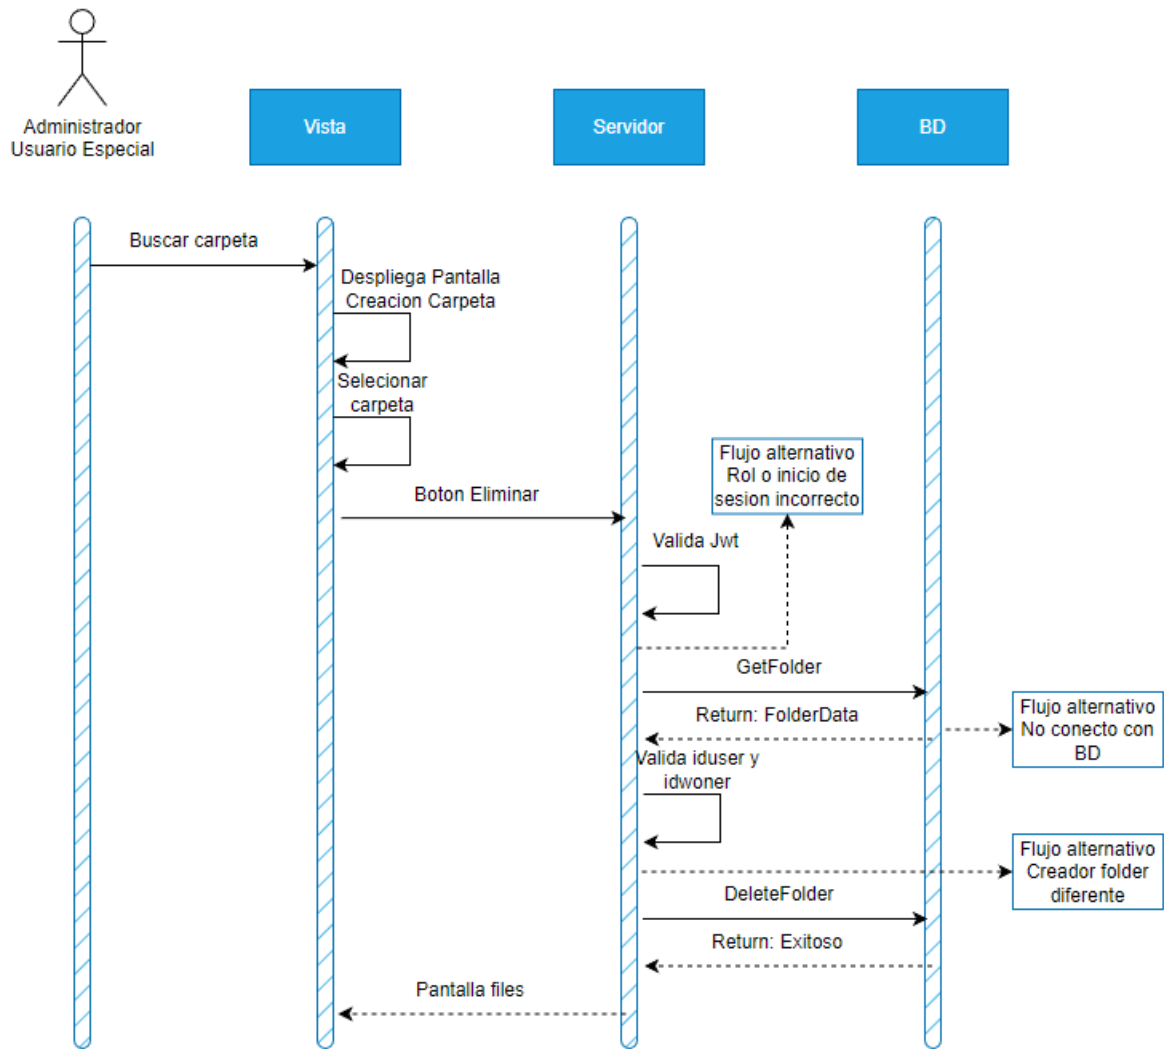 Administrador
Usuario Especial
Vista
Servidor
BD
Buscar carpeta
Despliega Pantalla
Creacion Carpeta
Selecionar
carpeta
Flujo alternativo
Rol o inicio de
sesion incorrecto
Boton Eliminar
Valida Jwt
GetFolder
Return: FolderData
Flujo alternativo
No conecto con
BD
Valida iduser y
idwoner
Flujo alternativo
Creador folder
diferente
DeleteFolder
Return: Exitoso
Pantalla files